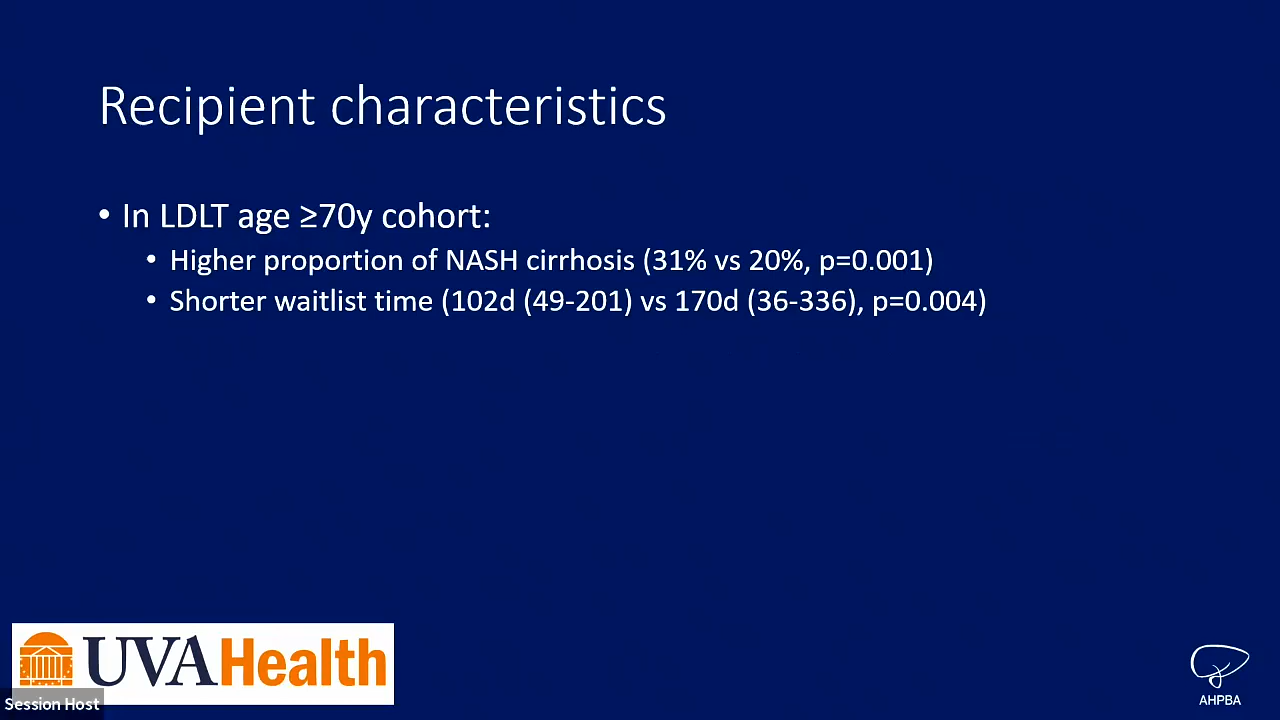 Recipient characteristics
• In LDLT age ≥70y cohort:
• Higher proportion of NASH cirrhosis (31% vs 20%, p=0.001)
• Shorter waitlist time (102d (49-201) vs 170d (36-336), p=0.004)
UVAHealth
Session Host
AHPBA